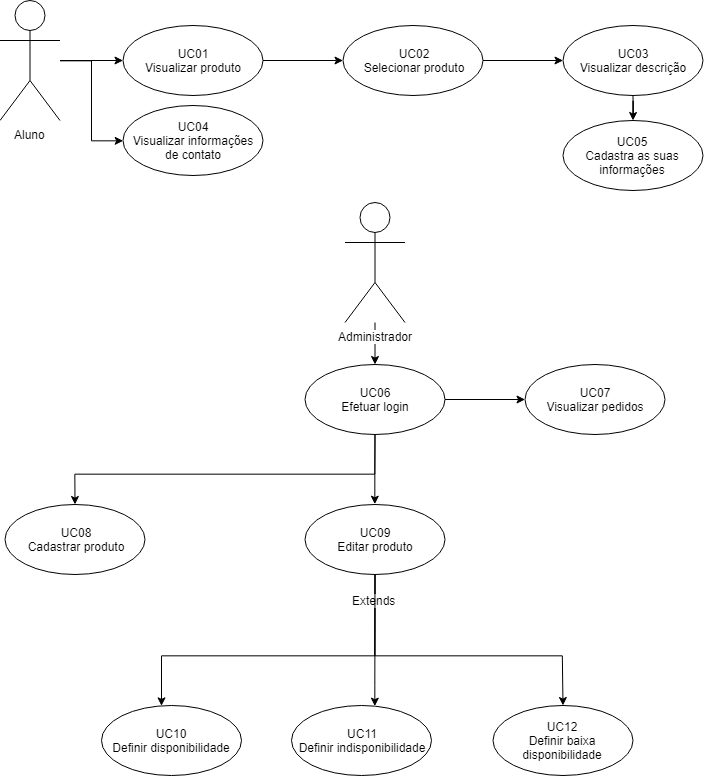 UC01
Visualizar produto
UC02
Selecionar produto
UC03
Visualizar descrição
Aluno
UC04
Visualizar informações
de contato
UC05
Cadastra as suas
informações
Administrador
UC06
Efetuar login
UC07
Visualizar pedidos
UC08
Cadastrar produto
UC09
Editar produto
Extends
UC10
Definir disponibilidade
UC11
Definir indisponibilidade
UC12
Definir baixa
disponibilidade